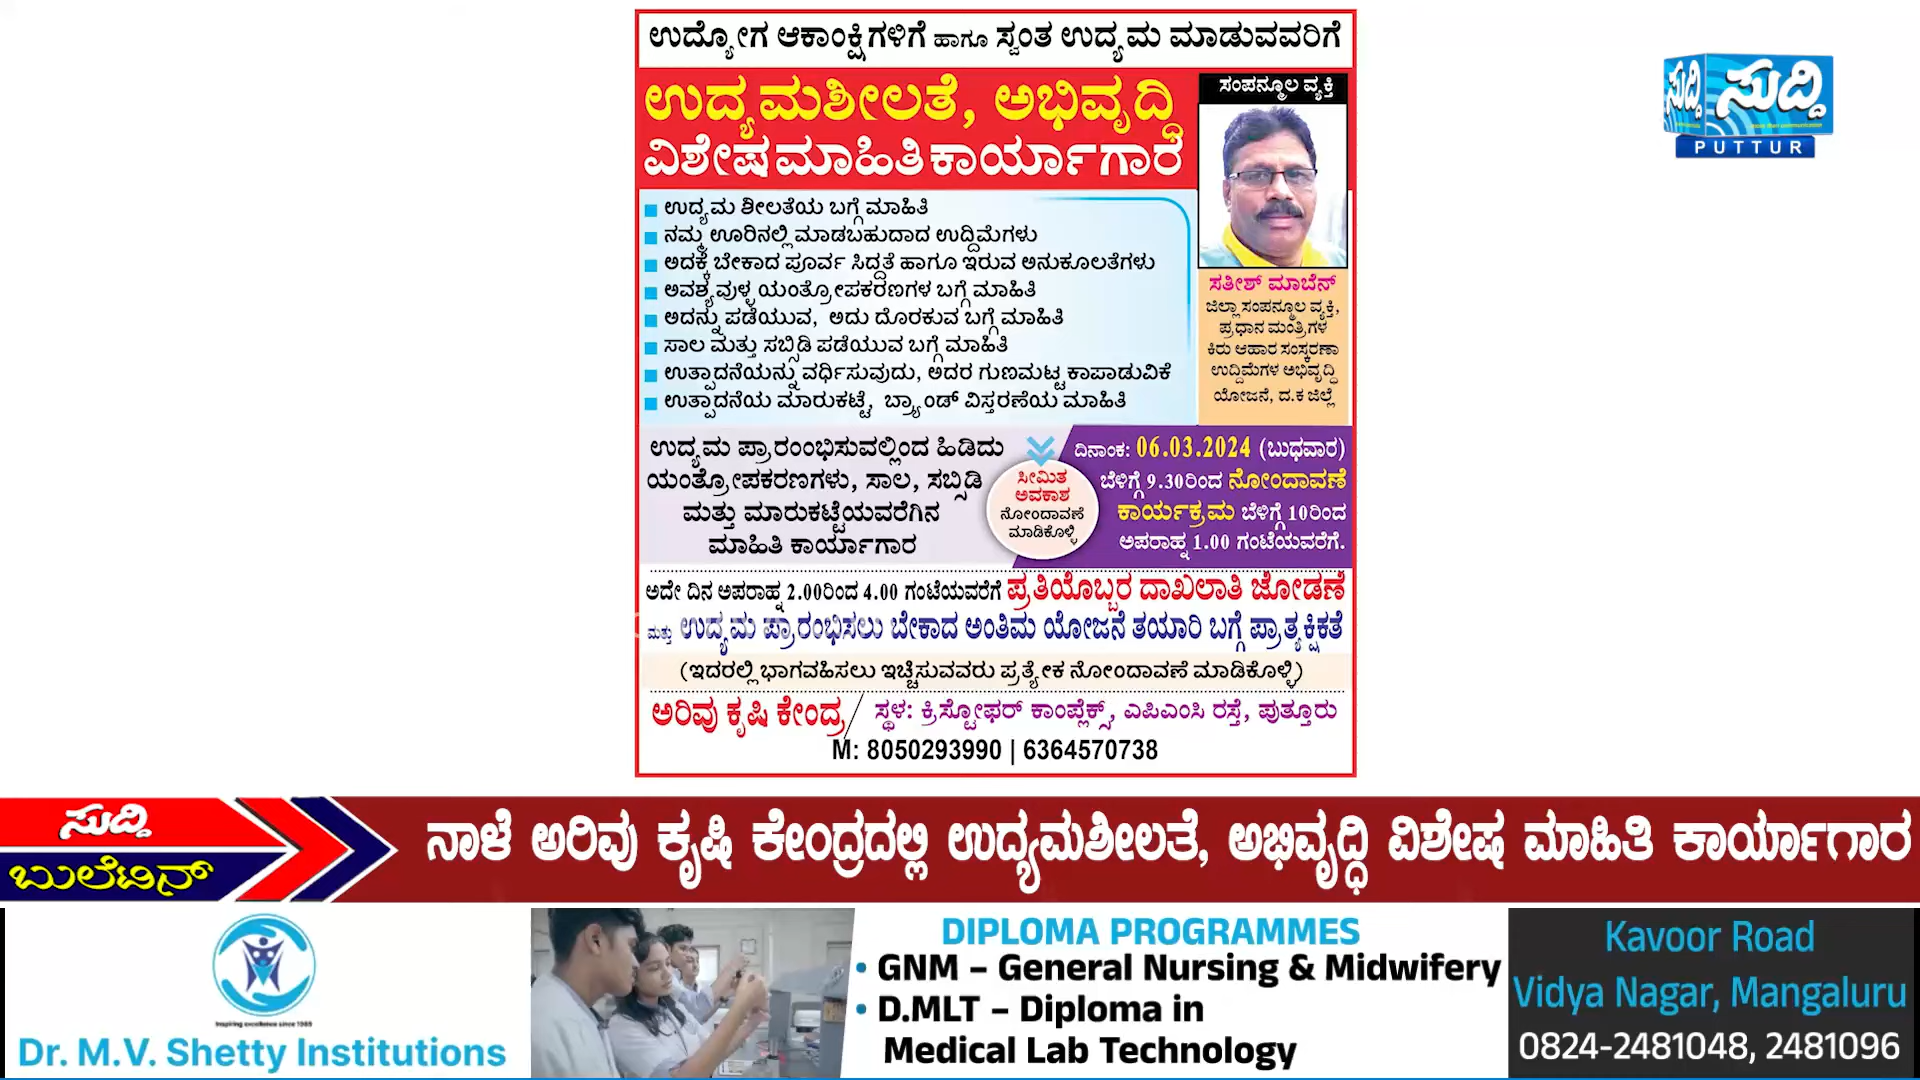 ಉದ್ಯೋಗ ಆಕಾಂಕ್ಷಿಗಳಿಗೆ ಹಾಗೂ ಸ್ವಂತ ಉದ್ಯಮ ಮಾಡುವವರಿಗೆ
ಉದ್ಯಮಶೀಲತೆ, ಅಭಿವೃದ್ಧಿ
ವಿಶೇಷ ಮಾಹಿತಿ ಕಾರ್ಯಾಗಾರ
ಸಂಪನ್ಮೂಲ ವ್ಯಕ್ತಿ
ಸತೀಶ್ ಮಾಬೆನ್
ಜಿಲ್ಲಾ ಸಂಪನ್ಮೂಲ ವ್ಯಕ್ತಿ,
ಪ್ರಧಾನ ಮಂತ್ರಿಗಳ
ಕಿರು ಆಹಾರ ಸಂಸ್ಕರಣಾ
ಉದ್ದಿಮೆಗಳ ಅಭಿವೃದ್ಧಿ
ಯೋಜನೆ, ದ.ಕ ಜಿಲ್ಲೆ
ಉದ್ಯಮ ಶೀಲತೆಯ ಬಗ್ಗೆ ಮಾಹಿತಿ
ನಮ್ಮ ಊರಿನಲ್ಲಿ ಮಾಡಬಹುದಾದ ಉದ್ದಿಮೆಗಳು
ಅದಕ್ಕೆ ಬೇಕಾದ ಪೂರ್ವ ಸಿದ್ದತೆ ಹಾಗೂ ಇರುವ ಅನುಕೂಲತೆಗಳು
ಅವಶ್ಯವುಳ್ಳ ಯಂತ್ರೋಪಕರಣಗಳ ಬಗ್ಗೆ ಮಾಹಿತಿ
ಅದನ್ನು ಪಡೆಯುವ, ಅದು ದೊರಕುವ ಬಗ್ಗೆ ಮಾಹಿತಿ
ಸಾಲ ಮತ್ತು ಸಬ್ಸಿಡಿ ಪಡೆಯುವ ಬಗ್ಗೆ ಮಾಹಿತಿ
ಉತ್ಪಾದನೆಯನ್ನು ವರ್ಧಿಸುವುದು, ಅದರ ಗುಣಮಟ್ಟ ಕಾಪಾಡುವಿಕೆ
ಉತ್ಪಾದನೆಯ ಮಾರುಕಟ್ಟೆ, ಬ್ರ್ಯಾಂಡ್ ವಿಸ್ತರಣೆಯ ಮಾಹಿತಿ
ಉದ್ಯಮ ಪ್ರಾರಂಂಭಿಸುವಲ್ಲಿಂದ ಹಿಡಿದು
ಯಂತ್ರೋಪಕರಣಗಳು, ಸಾಲ, ಸಬ್ಸಿಡಿ
ಮತ್ತು ಮಾರುಕಟ್ಟೆಯವರೆಗಿನ
ಮಾಹಿತಿ ಕಾರ್ಯಾಗಾರ
ಸೀಮಿತ
ಅವಕಾಶ
ನೋಂದಾವಣೆ
ಮಾಡಿಕೊಳ್ಳಿ
ದಿನಾಂಕ: 06.03.2024 (ಬುಧವಾರ)
ಬೆಳಿಗ್ಗೆ 9.30ರಿಂದ ನೋಂದಾವಣೆ
ಕಾರ್ಯಕ್ರಮ ಬೆಳಿಗ್ಗೆ 10ರಿಂದ
ಅಪರಾಹ್ನ 1.00 ಗಂಟೆಯವರೆಗೆ.
ಅದೇ ದಿನ ಅಪರಾಹ್ನ 2.00ರಿಂದ 4.00 ಗಂಟೆಯವರೆಗೆ ಪ್ರತಿಯೊಬ್ಬರ ದಾಖಲಾತಿ ಜೋಡಣೆ
ಮತ್ತು ಉದ್ಯಮ ಪ್ರಾರಂಭಿಸಲು ಬೇಕಾದ ಅಂತಿಮ ಯೋಜನೆ ತಯಾರಿ ಬಗ್ಗೆ ಪ್ರಾತ್ಯಕ್ಷಿಕತೆ
(ಇದರಲ್ಲಿ ಭಾಗವಹಿಸಲು ಇಚ್ಚಿಸುವವರು ಪ್ರತ್ಯೇಕ ನೋಂದಾವಣೆ ಮಾಡಿಕೊಳ್ಳಿ)
ಅರಿವು ಕೃಷಿ ಕೇಂದ್ರ / ಸ್ಥಳ: ಕ್ರಿಸ್ಟೋಫರ್ ಕಾಂಪ್ಲೆಕ್ಸ್, ಎಪಿಎಂಸಿ ರಸ್ತೆ, ಪುತ್ತೂರು
M: 8050293990 | 6364570738
ಸುದ್ದಿ ಸುದ್ದಿ
PUTTUR
ಸುದ್ದಿ
ಬುಲೆಟಿನ್
ನಾಳೆ ಅರಿವು ಕೃಷಿ ಕೇಂದ್ರದಲ್ಲಿ ಉದ್ಯಮಶೀಲತೆ, ಅಭಿವೃದ್ಧಿ ವಿಶೇಷ ಮಾಹಿತಿ ಕಾರ್ಯಾಗಾರ
Inspiring excellence since 1985
Dr. M.V. Shetty Institutions
DIPLOMA PROGRAMMES
• GNM – General Nursing & Midwifery
• D.MLT – Diploma in
Medical Lab Technology
Kavoor Road
Vidya Nagar, Mangaluru
0824-2481048, 2481096